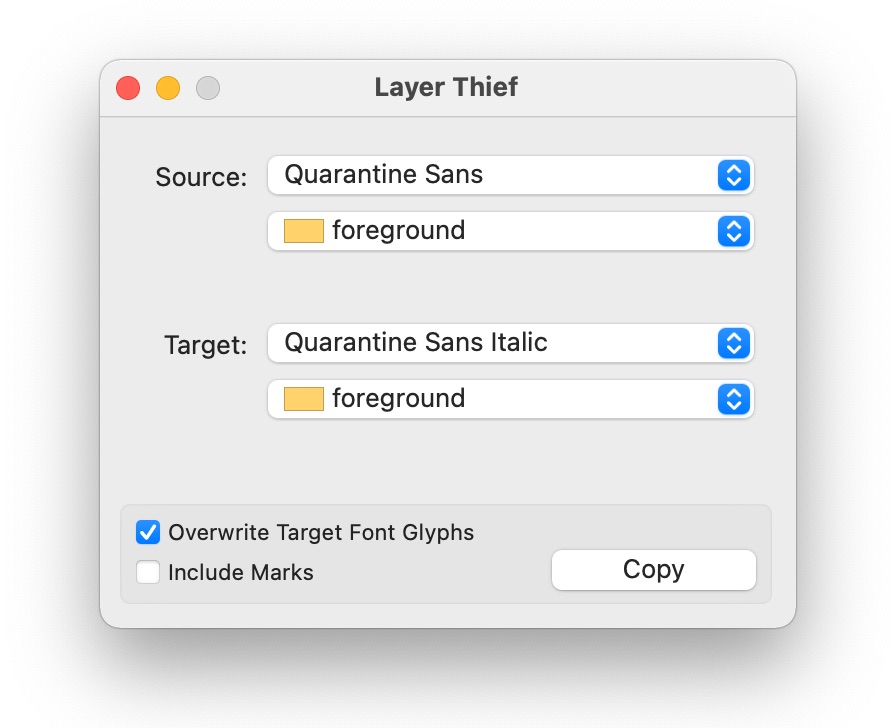 Layer Thief
Source: Quarantine Sans
foreground
Target: Quarantine Sans Italic
foreground
Overwrite Target Font Glyphs
Include Marks
Copy